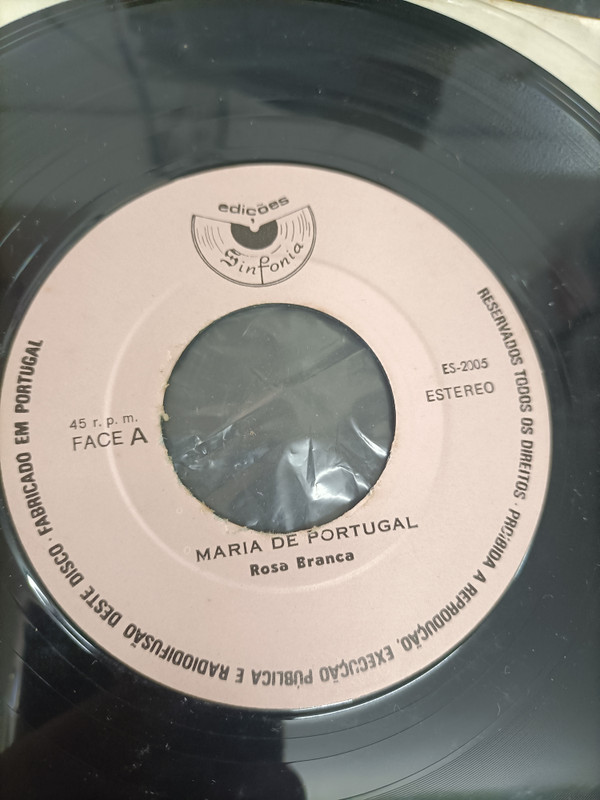 edições
Sinfonia
ES-2005
ESTEREO
45 r. p. m.
FACE A
MARIA DE PORTUGAL
Rosa Branca
RESERVADOS TODOS OS DIREITOS · PROIBIDA A REPRODUÇÃO, EXECUÇÃO PÚBLICA E RADIODIFUSÃO DESTE DISCO · FABRICADO EM PORTUGAL